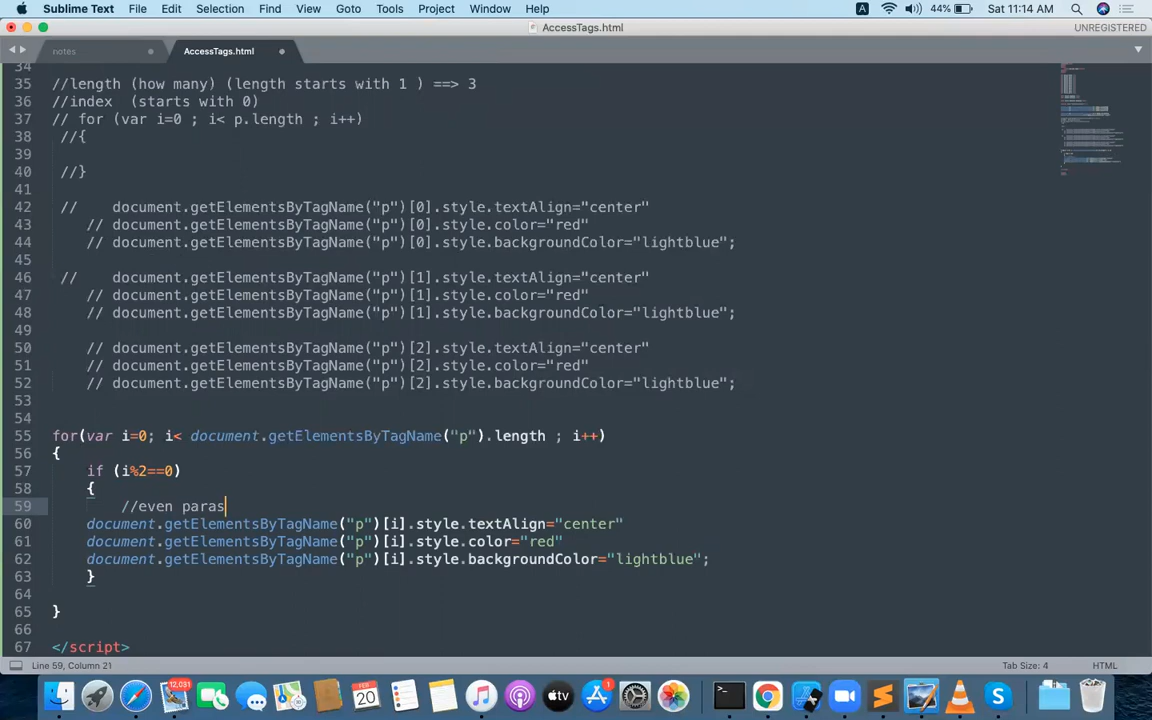 Sublime Text File Edit Selection Find View Goto Tools Project Window Help A 44% Sat 11:14 AM
AccessTags.html UNREGISTERED
notes AccessTags.html
34
35 //length (how many) (length starts with 1 ) ==> 3
36 //index  (starts with 0)
37 // for (var i=0 ; i< p.length ; i++)
38 //{
39
40 //}
41
42 //    document.getElementsByTagName("p")[0].style.textAlign="center"
43 // document.getElementsByTagName("p")[0].style.color="red"
44 // document.getElementsByTagName("p")[0].style.backgroundColor="lightblue";
45
46 //    document.getElementsByTagName("p")[1].style.textAlign="center"
47 // document.getElementsByTagName("p")[1].style.color="red"
48 // document.getElementsByTagName("p")[1].style.backgroundColor="lightblue";
49
50 // document.getElementsByTagName("p")[2].style.textAlign="center"
51 // document.getElementsByTagName("p")[2].style.color="red"
52 // document.getElementsByTagName("p")[2].style.backgroundColor="lightblue";
53
54
55 for(var i=0; i< document.getElementsByTagName("p").length ; i++)
56 {
57 if (i%2==0)
58 {
59 //even paras
60 document.getElementsByTagName("p")[i].style.textAlign="center"
61 document.getElementsByTagName("p")[i].style.color="red"
62 document.getElementsByTagName("p")[i].style.backgroundColor="lightblue";
63 }
64
65 }
66
67 </script>
Line 59, Column 21 Tab Size: 4 HTML
12,031 FEB 20 tv 1